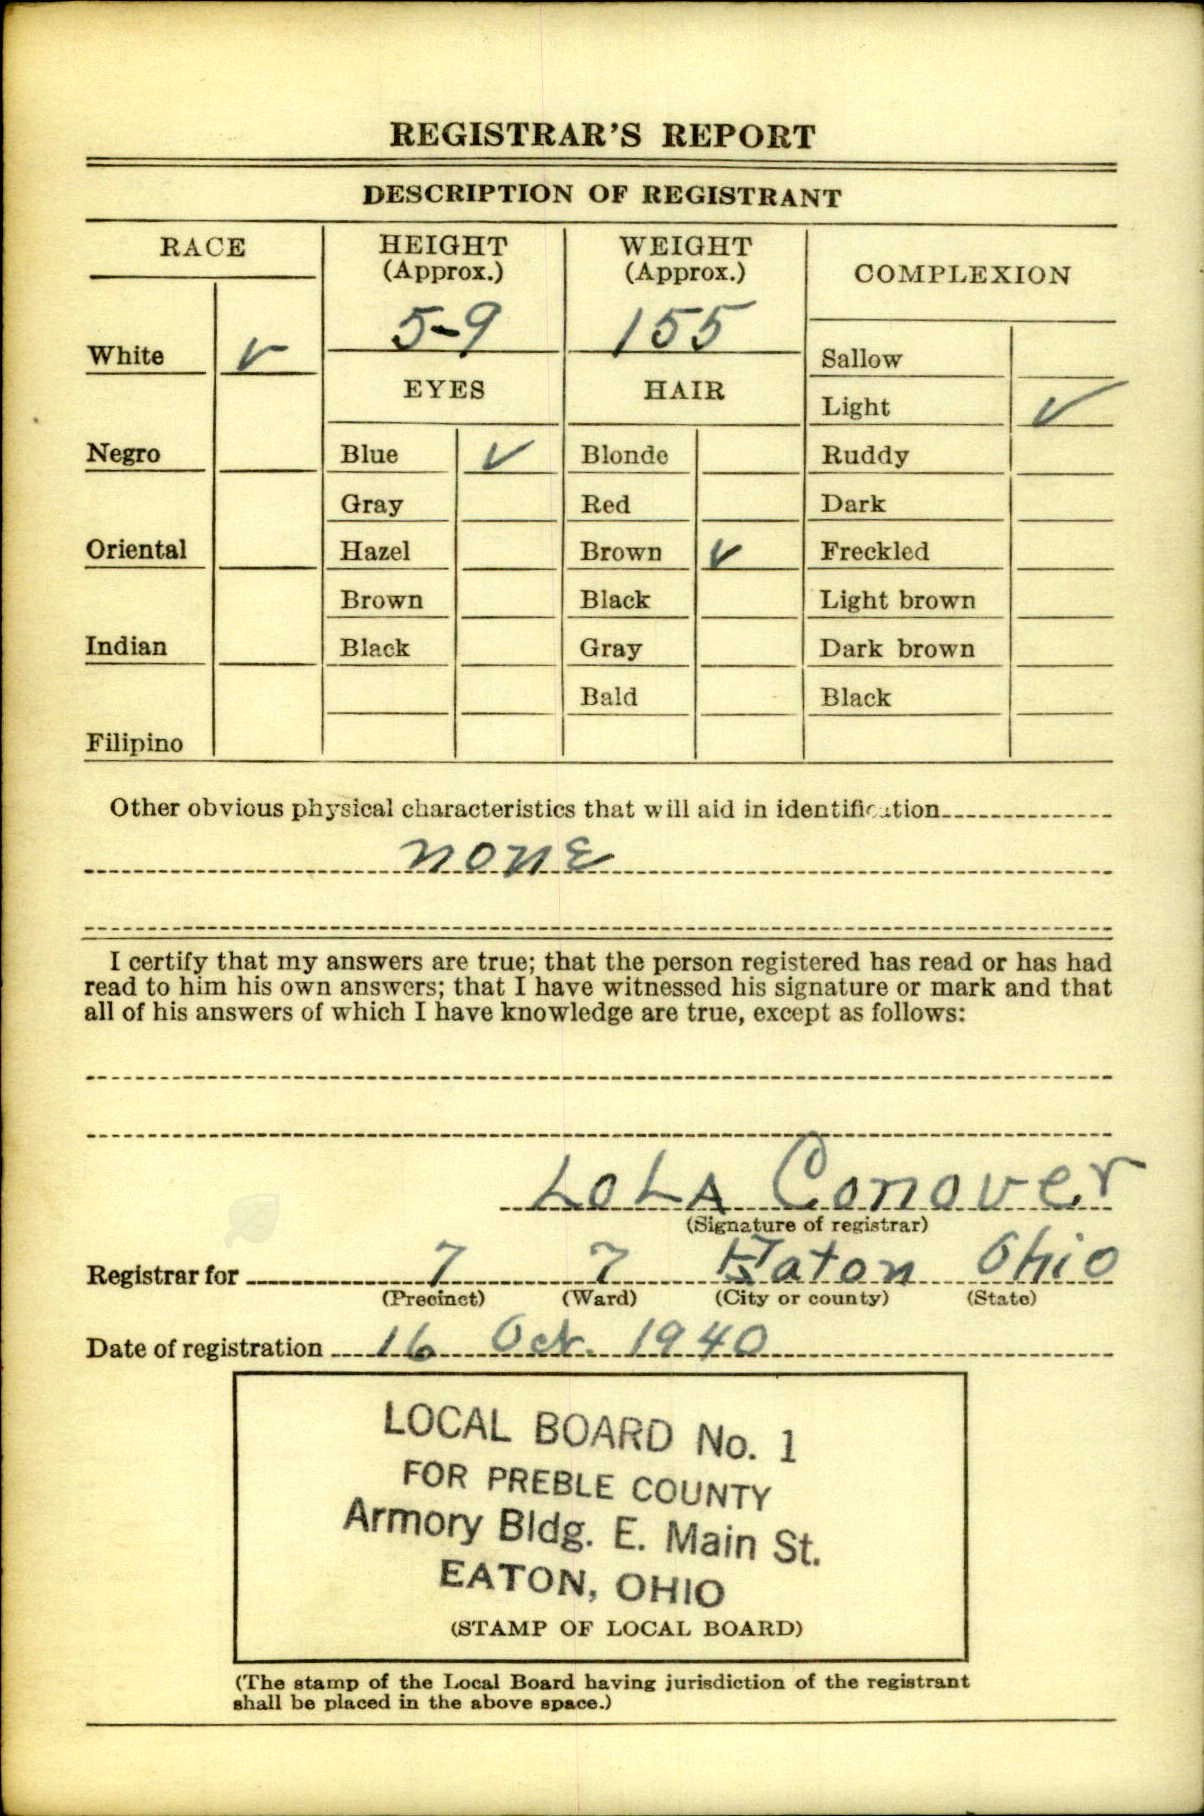 REGISTRAR'S REPORT
DESCRIPTION OF REGISTRANT
RACE
HEIGHT
(Approx.)
WEIGHT
(Approx.)
COMPLEXION
5-9
155
White ✓
Sallow
EYES
HAIR
Light ✓
Negro
Blue ✓
Blonde
Ruddy
Gray
Red
Dark
Oriental
Hazel
Brown ✓
Freckled
Brown
Black
Light brown
Indian
Black
Gray
Dark brown
Bald
Black
Filipino
Other obvious physical characteristics that will aid in identification
none
I certify that my answers are true; that the person registered has read or has had
read to him his own answers; that I have witnessed his signature or mark and that
all of his answers of which I have knowledge are true, except as follows:
LOLA Conover
(Signature of registrar)
Registrar for 7 7 Eaton Ohio
(Precinct) (Ward) (City or county) (State)
Date of registration 16 Oct. 1940
LOCAL BOARD No. 1
FOR PREBLE COUNTY
Armory Bldg. E. Main St.
EATON, OHIO
(STAMP OF LOCAL BOARD)
(The stamp of the Local Board having jurisdiction of the registrant
shall be placed in the above space.)